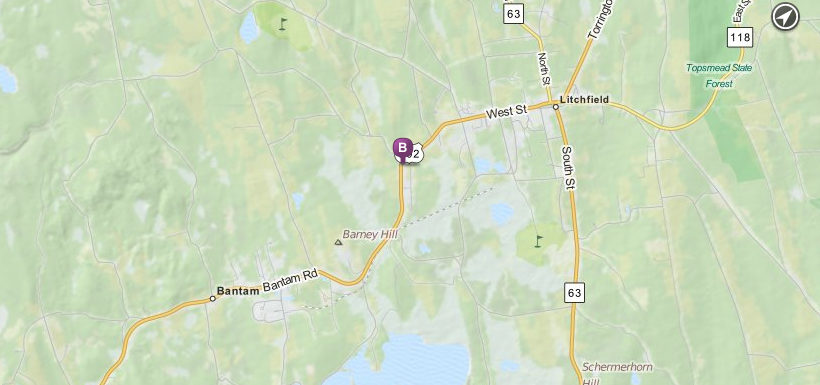 63
Torringto
East S
118
North St
Topsmead State
Forest
Litchfield
West St
B
2
South St
Barney Hill
Bantam Rd
Bantam
63
Schermerhorn
Hill